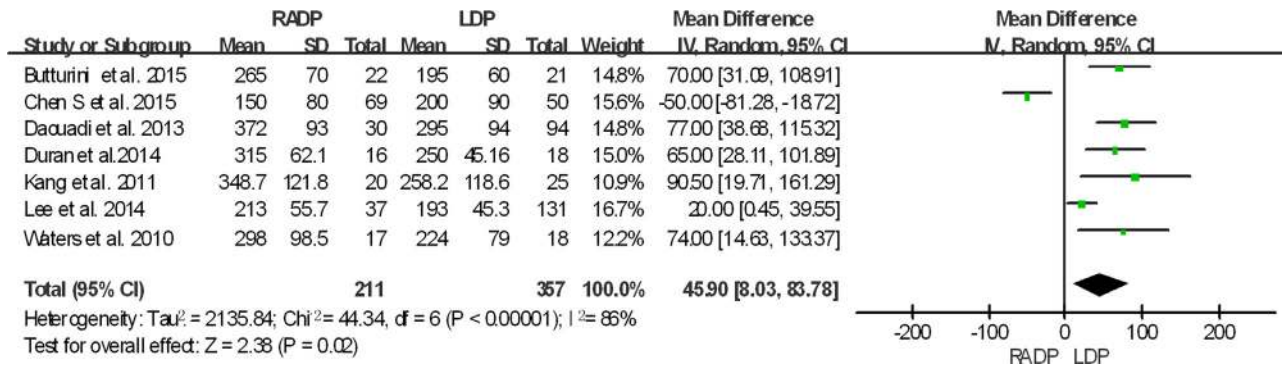 RADP LDP Mean Difference Mean Difference
Study or Subgroup Mean SD Total Mean SD Total Weight IV, Random, 95% CI IV, Random, 95% CI
Butturini et al. 2015 265 70 22 195 60 21 14.8% 70.00 [31.09, 108.91]
Chen S et al. 2015 150 80 69 200 90 50 15.6% -50.00 [-81.28, -18.72]
Daouadi et al. 2013 372 93 30 295 94 94 14.8% 77.00 [38.68, 115.32]
Duran et al. 2014 315 62.1 16 250 45.16 18 15.0% 65.00 [28.11, 101.89]
Kang et al. 2011 348.7 121.8 20 258.2 118.6 25 10.9% 90.50 [19.71, 161.29]
Lee et al. 2014 213 55.7 37 193 45.3 131 16.7% 20.00 [0.45, 39.55]
Waters et al. 2010 298 98.5 17 224 79 18 12.2% 74.00 [14.63, 133.37]
Total (95% CI) 211 357 100.0% 45.90 [8.03, 83.78]
Heterogeneity: Tau² = 2135.84; Chi² = 44.34, df = 6 (P < 0.00001); I² = 86%
Test for overall effect: Z = 2.38 (P = 0.02)
-200 -100 0 100 200
RADP LDP